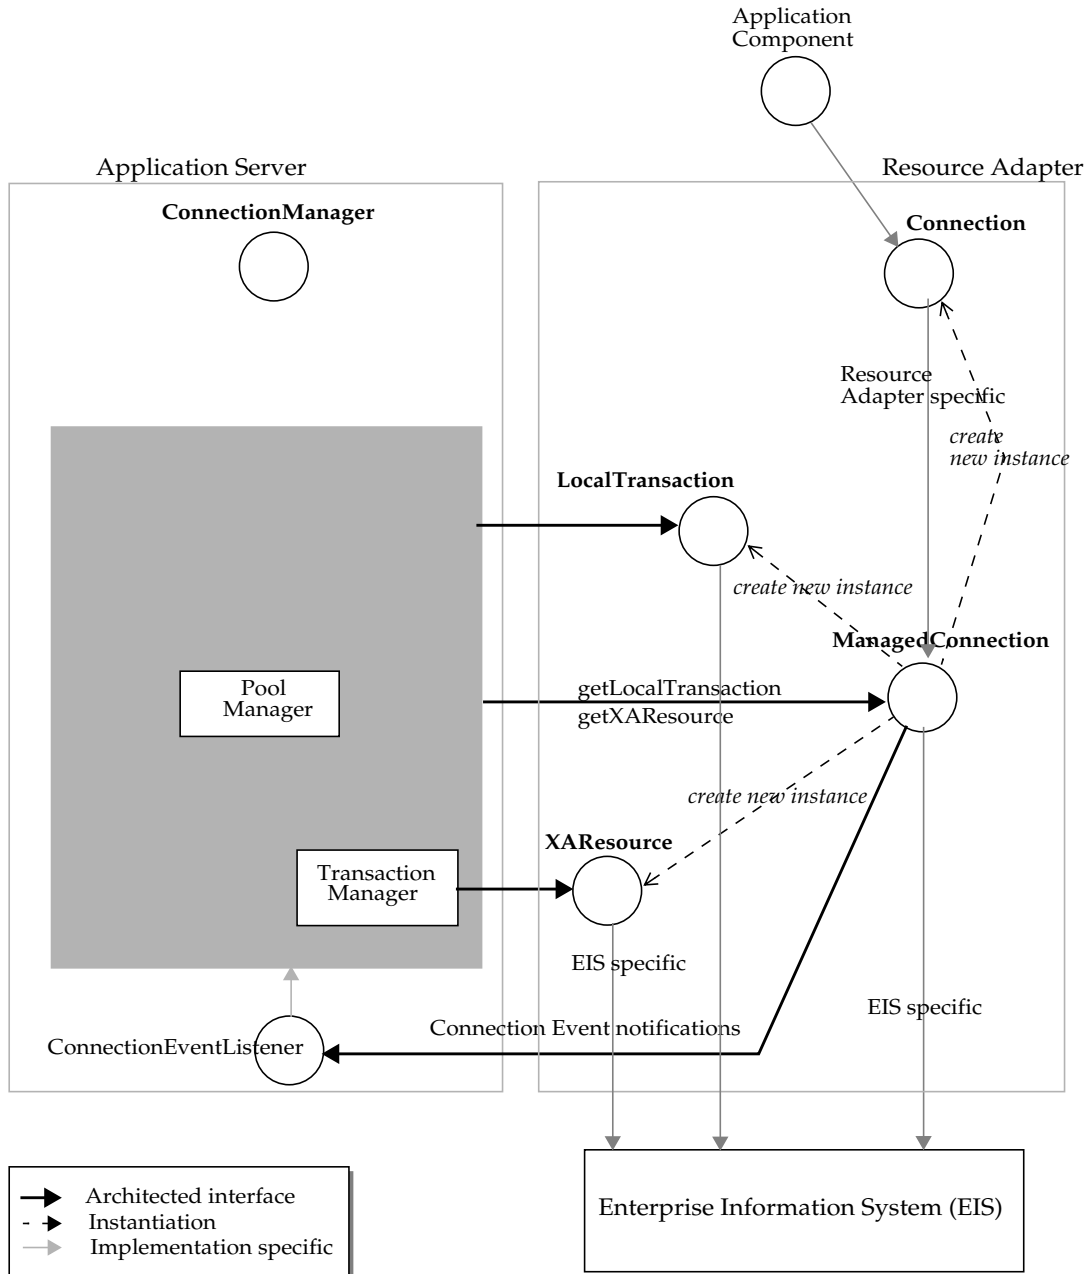 Application
Component
Application Server
Resource Adapter
ConnectionManager
Connection
Resource
Adapter specific
create
new instance
LocalTransaction
create new instance
ManagedConnection
Pool
Manager
getLocalTransaction
getXAResource
create new instance
XAResource
Transaction
Manager
EIS specific
EIS specific
Connection Event notifications
ConnectionEventListener
Architected interface
Instantiation
Implementation specific
Enterprise Information System (EIS)